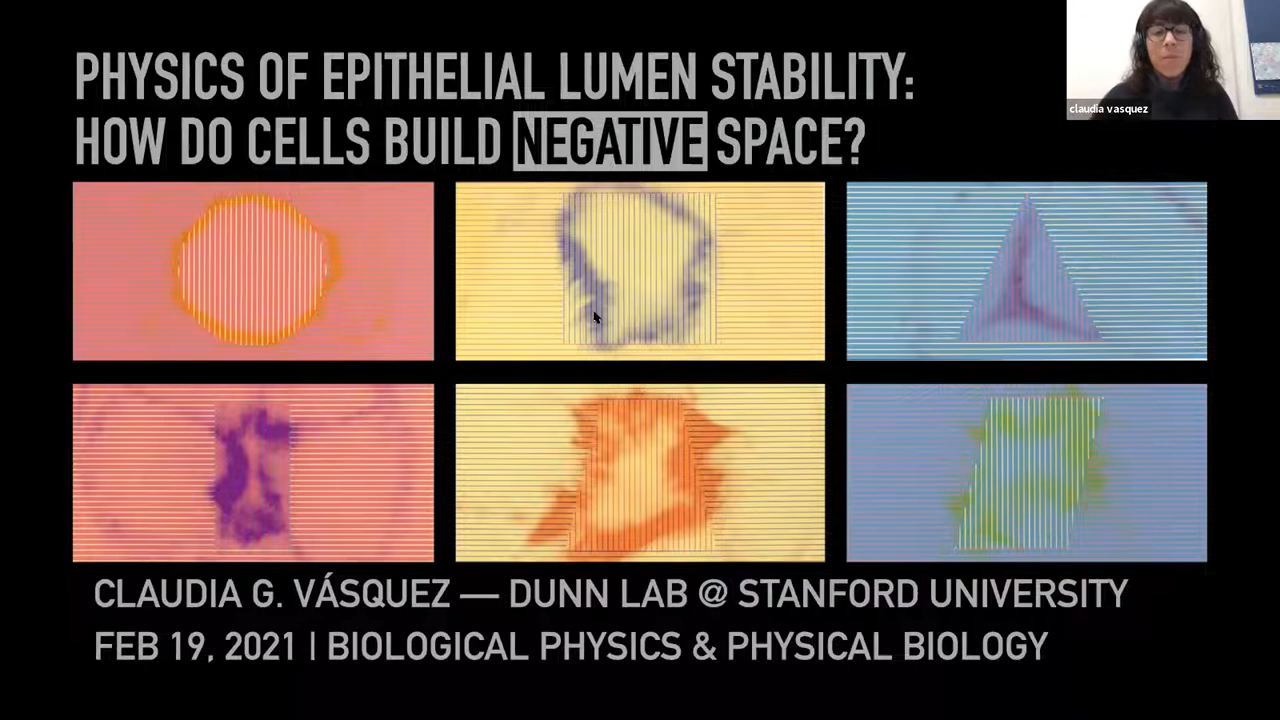 PHYSICS OF EPITHELIAL LUMEN STABILITY:
HOW DO CELLS BUILD NEGATIVE SPACE?
claudia vasquez
CLAUDIA G. VÁSQUEZ — DUNN LAB @ STANFORD UNIVERSITY
FEB 19, 2021 | BIOLOGICAL PHYSICS & PHYSICAL BIOLOGY